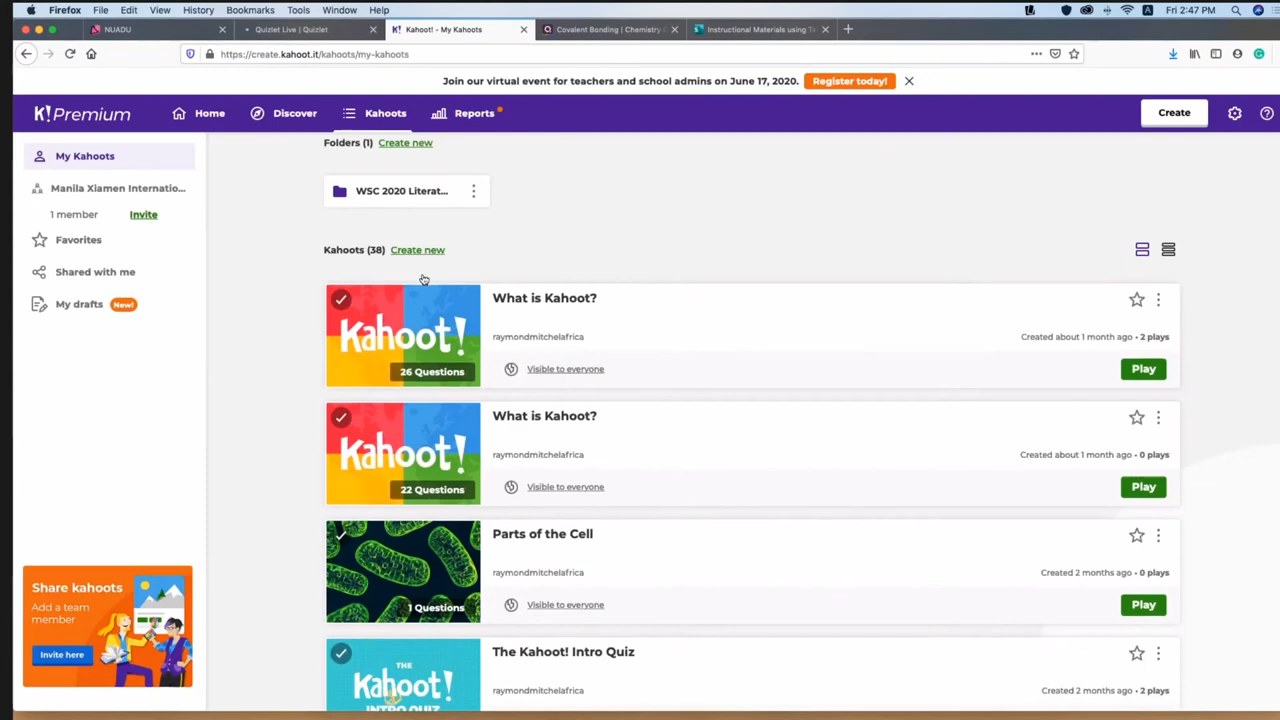 Firefox File Edit View History Bookmarks Tools Window Help A Fri 2:47 PM
NUADU Quizlet Live | Quizlet K! Kahoot! - My Kahoots Covalent Bonding | Chemistry Instructional Materials using
https://create.kahoot.it/kahoots/my-kahoots
Join our virtual event for teachers and school admins on June 17, 2020. Register today!
K!Premium Home Discover Kahoots Reports Create
My Kahoots
Manila Xiamen Internatio...
1 member Invite
Favorites
Shared with me
My drafts New!
Share kahoots
Add a team
member
Invite here
Folders (1) Create new
WSC 2020 Literat...
Kahoots (38) Create new
What is Kahoot?
Kahoot!
raymondmitchelafrica Created about 1 month ago • 2 plays
26 Questions Visible to everyone Play
What is Kahoot?
Kahoot!
raymondmitchelafrica Created about 1 month ago • 0 plays
22 Questions Visible to everyone Play
Parts of the Cell
raymondmitchelafrica Created 2 months ago • 0 plays
1 Questions Visible to everyone Play
The Kahoot! Intro Quiz
THE
Kahoot!
INTRO QUIZ
raymondmitchelafrica Created 2 months ago • 2 plays